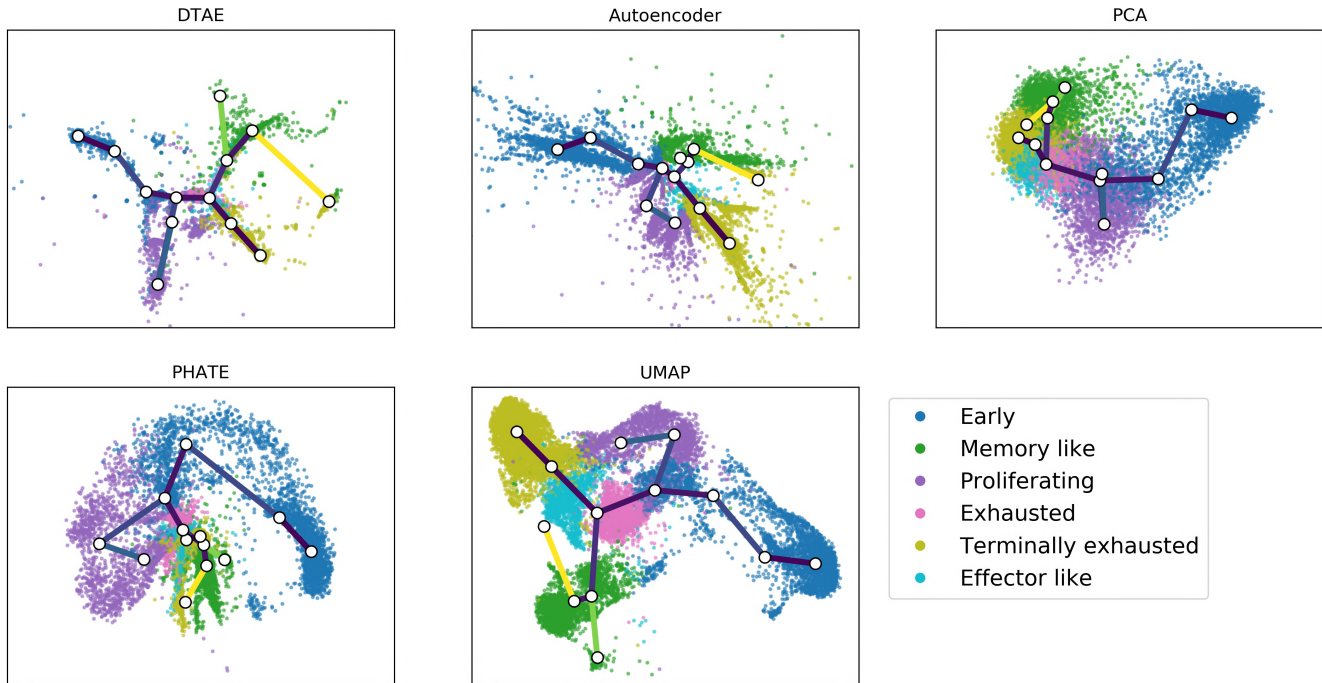 DTAE
Autoencoder
PCA
PHATE
UMAP
Early
Memory like
Proliferating
Exhausted
Terminally exhausted
Effector like